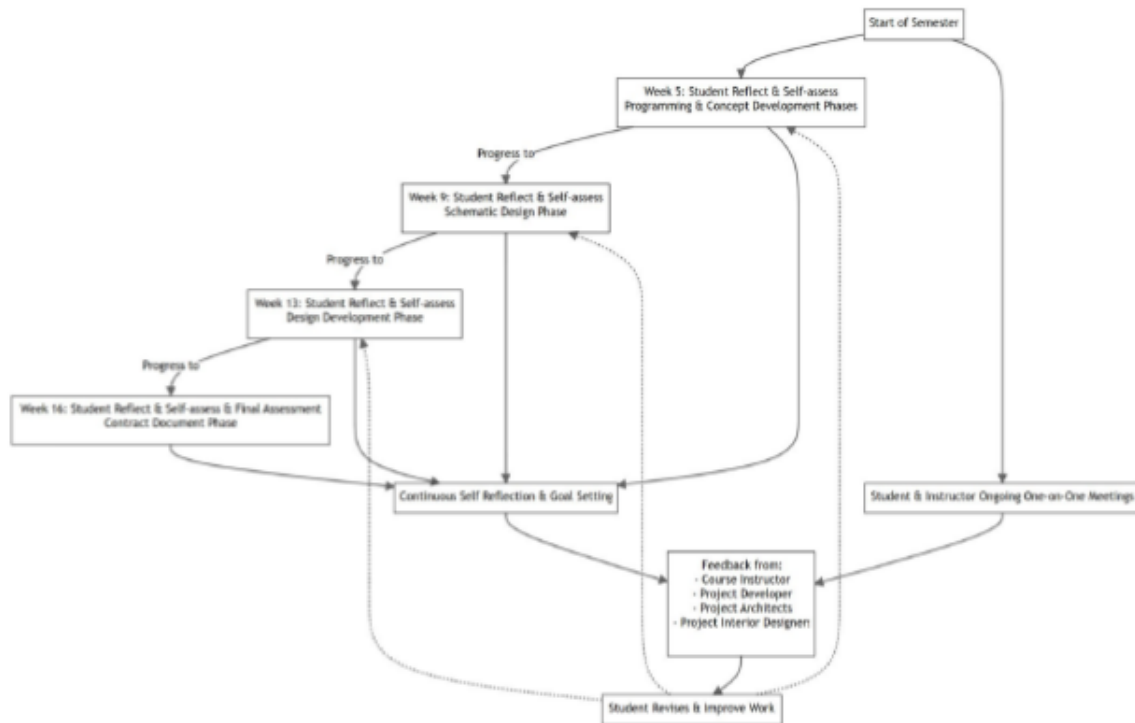 Start of Semester
Week 5: Student Reflect & Self-assess
Programming & Concept Development Phases
Progress to
Week 9: Student Reflect & Self-assess
Schematic Design Phase
Progress to
Week 13: Student Reflect & Self-assess
Design Development Phase
Progress to
Week 16: Student Reflect & Self-assess & Final Assessment
Contract Document Phase
Continuous Self Reflection & Goal Setting
Student & Instructor Ongoing One-on-One Meetings
Feedback from:
- Course Instructor
- Project Developer
- Project Architects
- Project Interior Designers
Student Revises & Improve Work